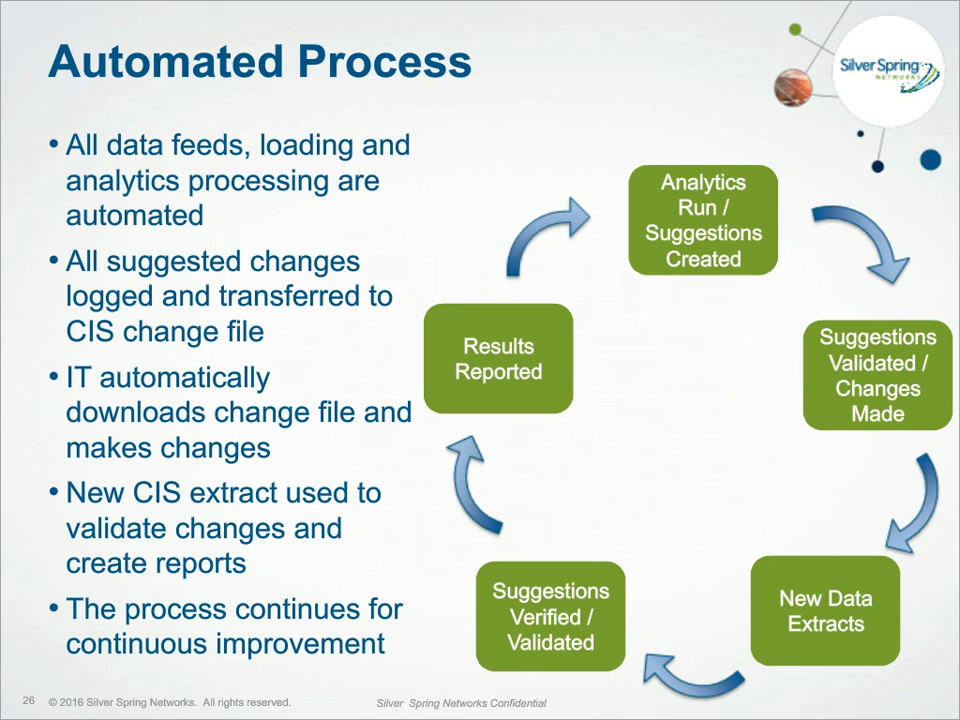 Automated Process
Silver Spring
NETWORKS
• All data feeds, loading and
analytics processing are
automated
• All suggested changes
logged and transferred to
CIS change file
• IT automatically
downloads change file and
makes changes
• New CIS extract used to
validate changes and
create reports
• The process continues for
continuous improvement
Analytics
Run /
Suggestions
Created
Suggestions
Validated /
Changes
Made
New Data
Extracts
Suggestions
Verified /
Validated
Results
Reported
26 © 2016 Silver Spring Networks. All rights reserved. Silver Spring Networks Confidential